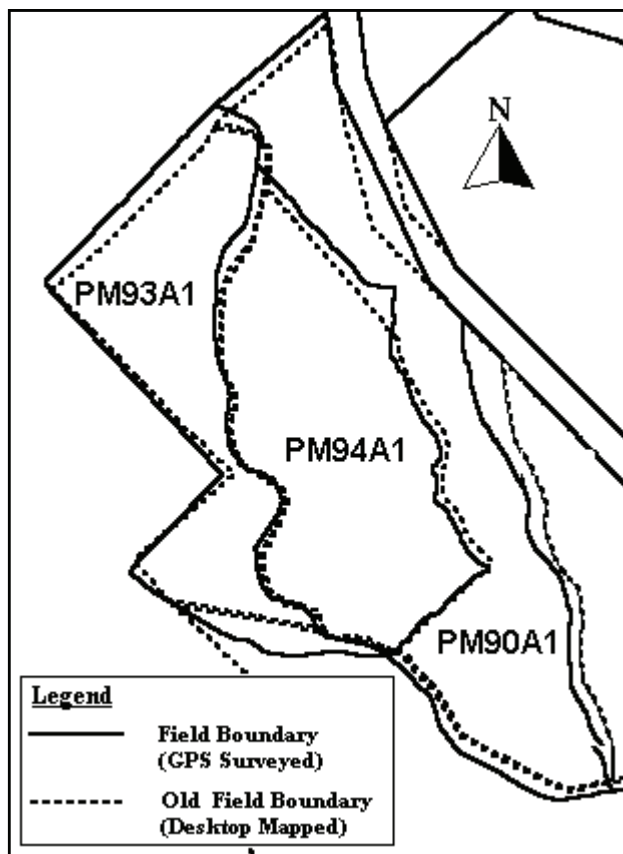 N
PM93A1
PM94A1
PM90A1
Legend
Field Boundary
(GPS Surveyed)
Old Field Boundary
(Desktop Mapped)